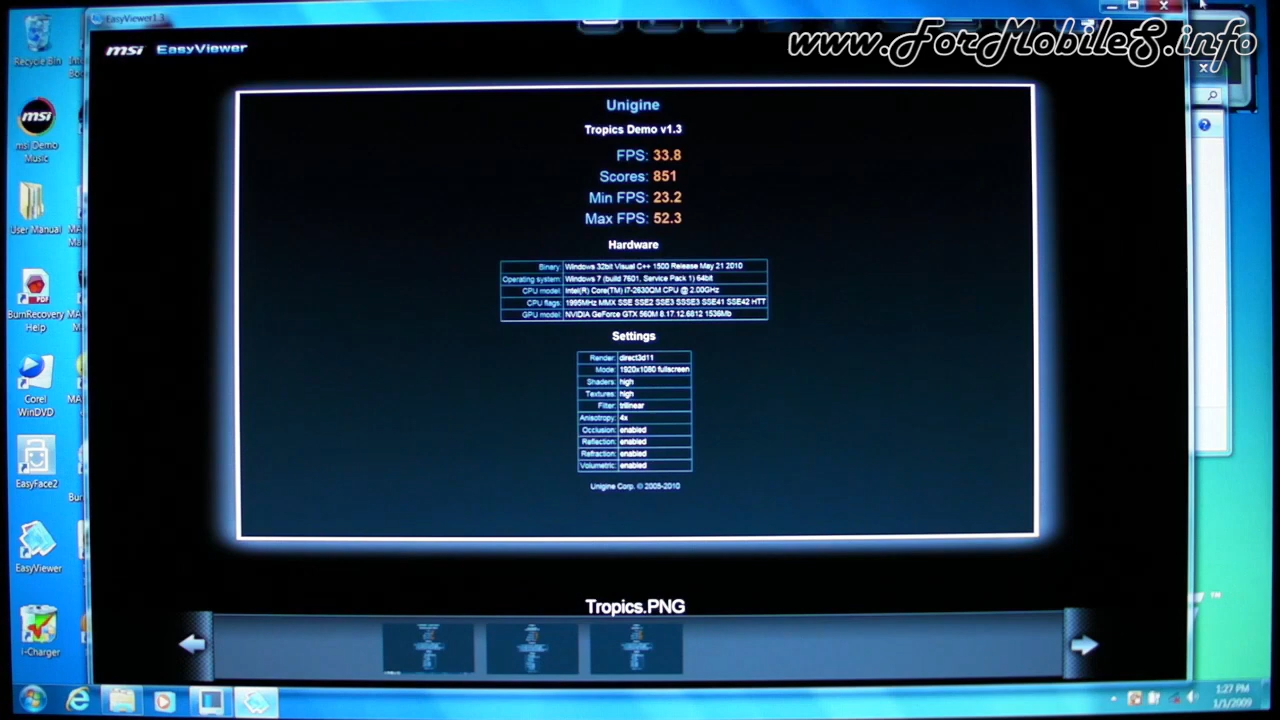 EasyViewer1.3
www.ForMobileS.info
msi EasyViewer
Recycle Bin
msi Demo
Music
User Manual
BurnRecovery
Help
Corel
WinDVD
EasyFace2
EasyViewer
i-Charger
Unigine
Tropics Demo v1.3
FPS: 33.8
Scores: 851
Min FPS: 23.2
Max FPS: 52.3
Hardware
Binary: Windows 32bit Visual C++ 1500 Release May 21 2010
Operating system: Windows 7 (build 7601, Service Pack 1) 64bit
CPU model: Intel(R) Core(TM) i7-2630QM CPU @ 2.00GHz
CPU flags: 1995MHz MMX SSE SSE2 SSE3 SSSE3 SSE41 SSE42 HTT
GPU model: NVIDIA GeForce GTX 560M 8.17.12.6812 1536Mb
Settings
Render: direct3d11
Mode: 1920x1080 fullscreen
Shaders: high
Textures: high
Filter: trilinear
Anisotropy: 4x
Occlusion: enabled
Reflection: enabled
Refraction: enabled
Volumetric: enabled
Unigine Corp. © 2005-2010
Tropics.PNG
TM
1:27 PM
1/1/2009